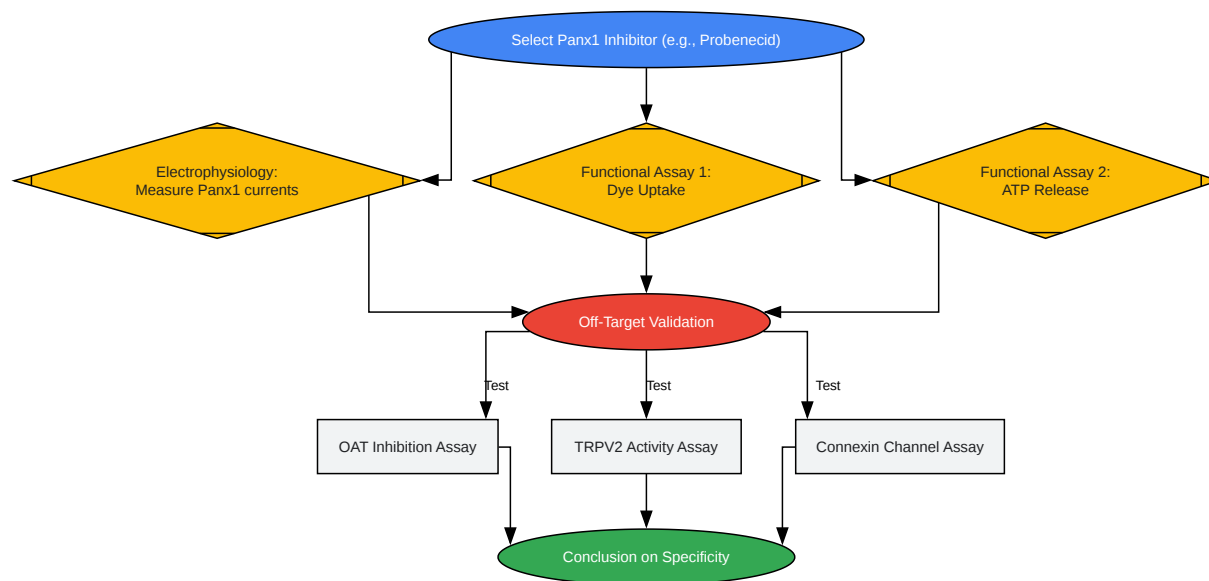 Select Panx1 Inhibitor (e.g., Probenecid)
Electrophysiology:
Measure Panx1 currents
Functional Assay 1:
Dye Uptake
Functional Assay 2:
ATP Release
Off-Target Validation
Test
Test
Test
OAT Inhibition Assay
TRPV2 Activity Assay
Connexin Channel Assay
Conclusion on Specificity